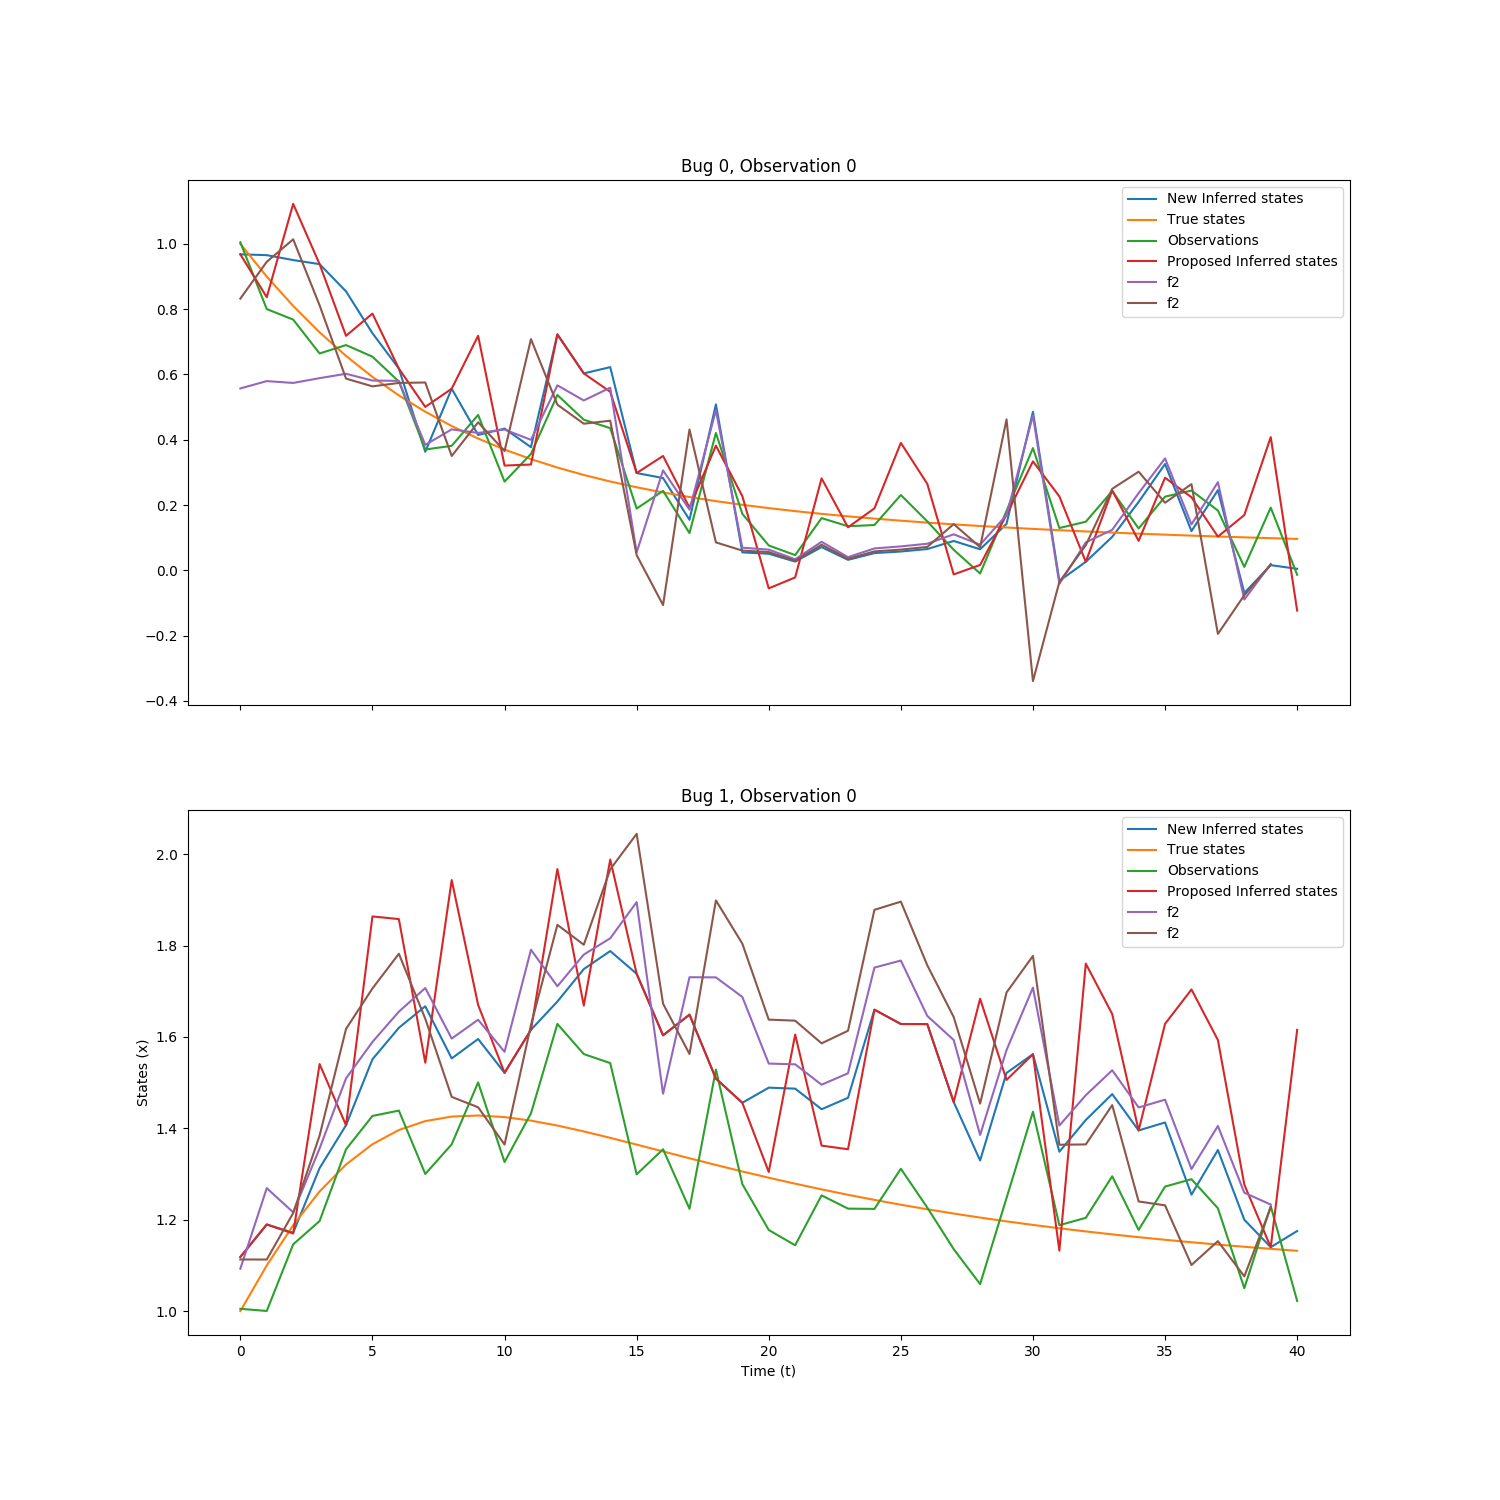 Bug 0, Observation 0
New Inferred states
True states
Observations
Proposed Inferred states
f2
f2
1.0
0.8
0.6
0.4
0.2
0.0
−0.2
−0.4
Bug 1, Observation 0
New Inferred states
True states
Observations
Proposed Inferred states
f2
f2
2.0
1.8
1.6
1.4
1.2
1.0
States (x)
0 5 10 15 20 25 30 35 40
Time (t)